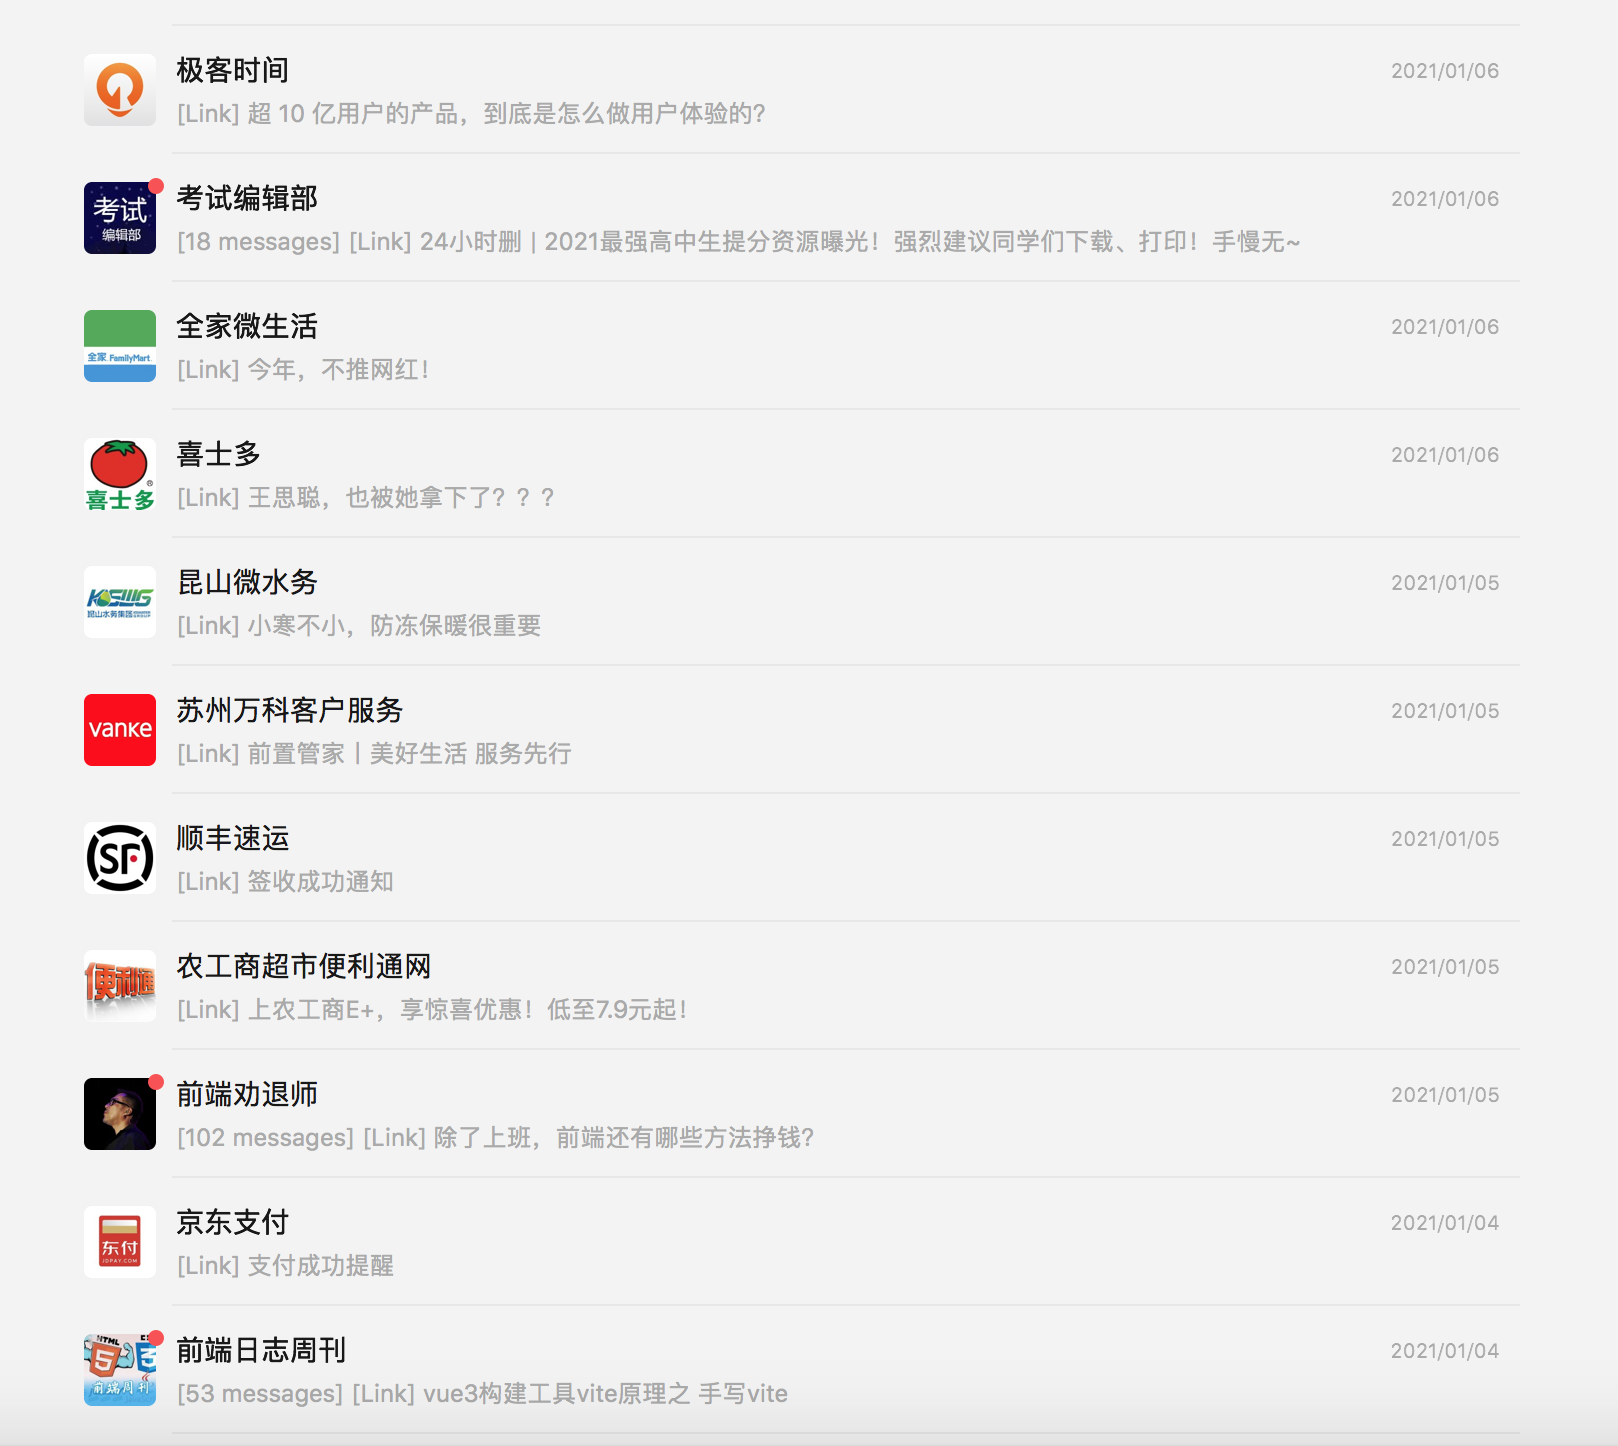 极客时间
2021/01/06
[Link] 超 10 亿用户的产品，到底是怎么做用户体验的?
考试
编辑部
考试编辑部
2021/01/06
[18 messages] [Link] 24小时删 | 2021最强高中生提分资源曝光！强烈建议同学们下载、打印！手慢无~
全家 FamilyMart
全家微生活
2021/01/06
[Link] 今年，不推网红！
喜士多
喜士多
2021/01/06
[Link] 王思聪，也被她拿下了？？？
KSWG
昆山水务集团
昆山微水务
2021/01/05
[Link] 小寒不小，防冻保暖很重要
vanke
苏州万科客户服务
2021/01/05
[Link] 前置管家丨美好生活 服务先行
SF
顺丰速运
2021/01/05
[Link] 签收成功通知
便利通
农工商超市便利通网
2021/01/05
[Link] 上农工商E+，享惊喜优惠！低至7.9元起！
前端劝退师
2021/01/05
[102 messages] [Link] 除了上班，前端还有哪些方法挣钱?
东付
JDPAY.COM
京东支付
2021/01/04
[Link] 支付成功提醒
HTML
5
3
前端周刊
前端日志周刊
2021/01/04
[53 messages] [Link] vue3构建工具vite原理之 手写vite